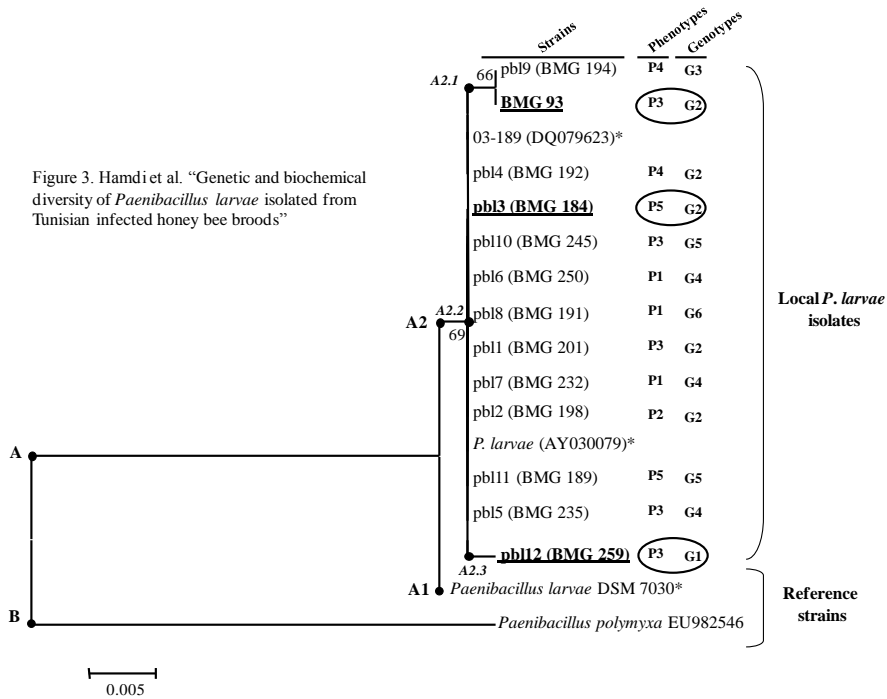 Strains Phenotypes Genotypes
66 pbl9 (BMG 194) P4 G3
A2.1
BMG 93 P3 G2
03-189 (DQ079623)*
Figure 3. Hamdi et al. “Genetic and biochemical
diversity of Paenibacillus larvae isolated from
Tunisian infected honey bee broods”
pbl4 (BMG 192) P4 G2
pbl3 (BMG 184) P5 G2
pbl10 (BMG 245) P3 G5
pbl6 (BMG 250) P1 G4
Local P. larvae
isolates
A2 A2.2 pbl8 (BMG 191) P1 G6
69
pbl1 (BMG 201) P3 G2
pbl7 (BMG 232) P1 G4
pbl2 (BMG 198) P2 G2
P. larvae (AY030079)*
A
pbl11 (BMG 189) P5 G5
pbl5 (BMG 235) P3 G4
pbl12 (BMG 259) P3 G1
A2.3
A1 Paenibacillus larvae DSM 7030*
Reference
strains
B Paenibacillus polymyxa EU982546
0.005